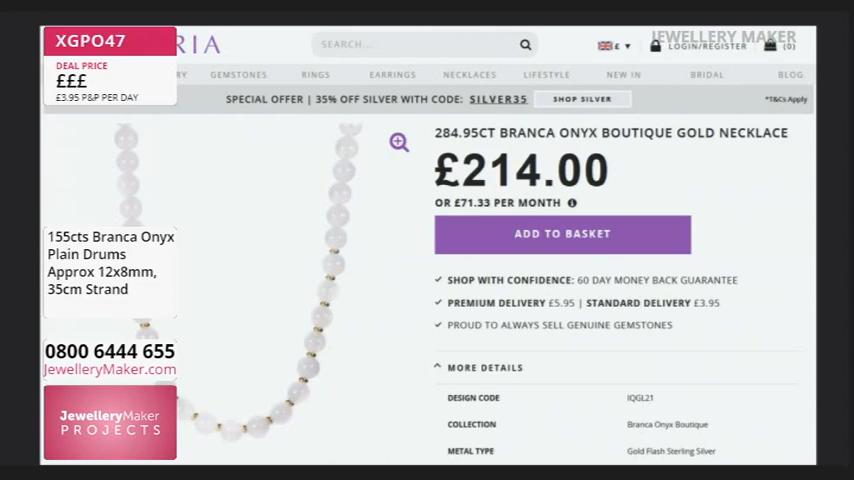 XGPO47
DEAL PRICE
£££
£3.95 P&P PER DAY
RIA
SEARCH...
£
JEWELLERY MAKER
LOGIN/REGISTER
(0)
RY
GEMSTONES
RINGS
EARRINGS
NECKLACES
LIFESTYLE
NEW IN
BRIDAL
BLOG
SPECIAL OFFER | 35% OFF SILVER WITH CODE: SILVER35
SHOP SILVER
*T&Cs Apply
284.95CT BRANCA ONYX BOUTIQUE GOLD NECKLACE
£214.00
OR £71.33 PER MONTH
ADD TO BASKET
SHOP WITH CONFIDENCE: 60 DAY MONEY BACK GUARANTEE
PREMIUM DELIVERY £5.95 | STANDARD DELIVERY £3.95
PROUD TO ALWAYS SELL GENUINE GEMSTONES
MORE DETAILS
DESIGN CODE IQGL21
COLLECTION Branca Onyx Boutique
METAL TYPE Gold Flash Sterling Silver
155cts Branca Onyx
Plain Drums
Approx 12x8mm,
35cm Strand
0800 6444 655
JewelleryMaker.com
JewelleryMaker
PROJECTS